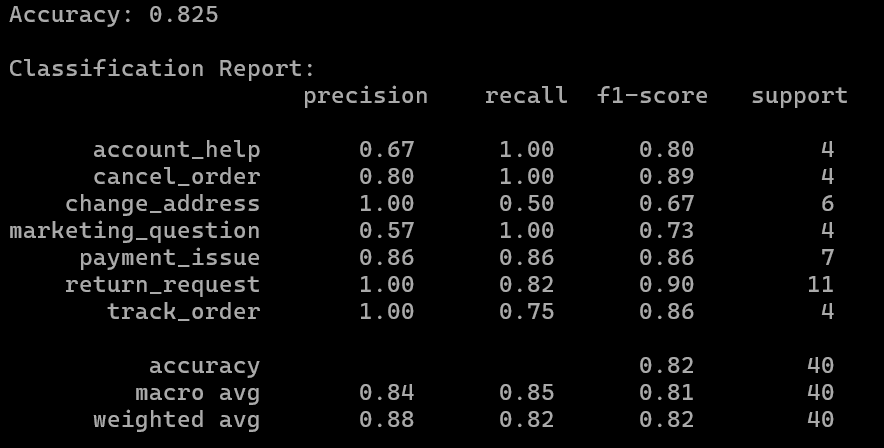 Accuracy: 0.825
Classification Report:
precision recall f1-score support
account_help 0.67 1.00 0.80 4
cancel_order 0.80 1.00 0.89 4
change_address 1.00 0.50 0.67 6
marketing_question 0.57 1.00 0.73 4
payment_issue 0.86 0.86 0.86 7
return_request 1.00 0.82 0.90 11
track_order 1.00 0.75 0.86 4
accuracy 0.82 40
macro avg 0.84 0.85 0.81 40
weighted avg 0.88 0.82 0.82 40